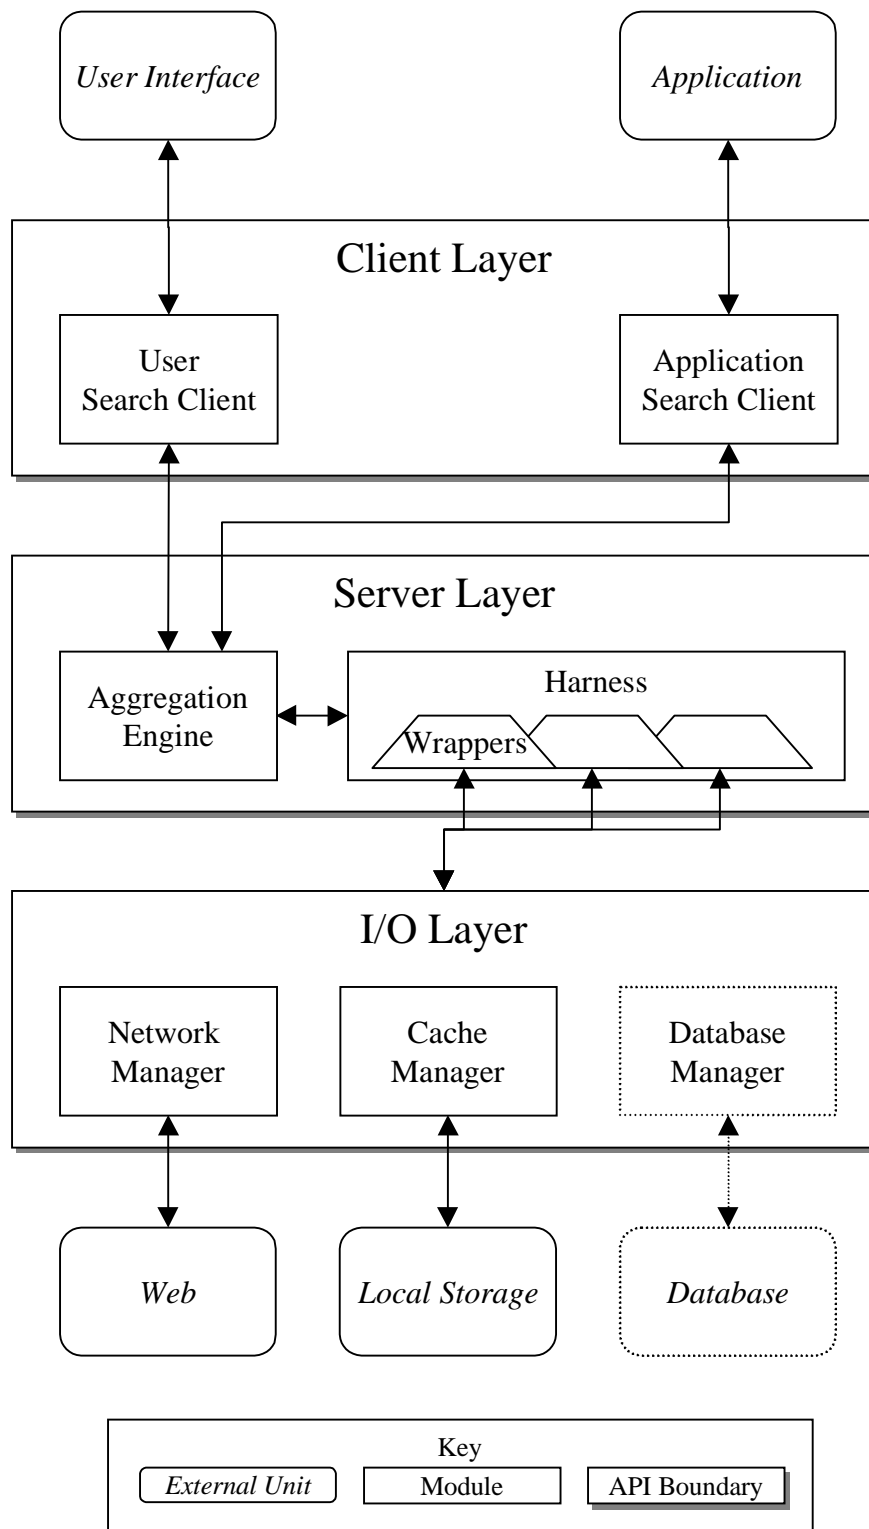 User Interface
Application
Client Layer
User
Search Client
Application
Search Client
Server Layer
Aggregation
Engine
Harness
Wrappers
I/O Layer
Network
Manager
Cache
Manager
Database
Manager
Web
Local Storage
Database
Key
External Unit
Module
API Boundary